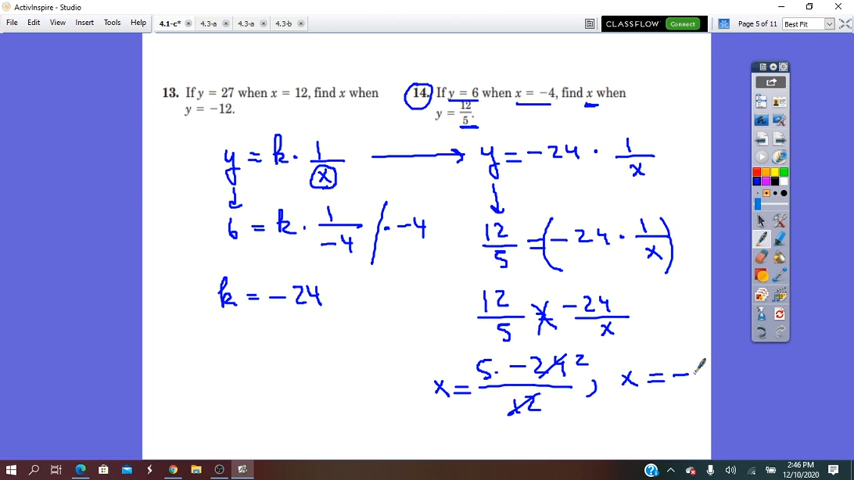 ActivInspire - Studio
File Edit View Insert Tools Help
4.1-c* 4.3-a 4.3-a 4.3-b
CLASSFLOW Connect
Page 5 of 11 Best Fit
13. If y = 27 when x = 12, find x when
y = −12.
14. If y = 6 when x = −4, find x when
y = 12/5.
y = k · 1/x
6 = k · 1/-4 / · -4
k = -24
y = -24 · 1/x
12/5 = (-24 · 1/x)
12/5 = -24/x
x = 5 · -24 2 / 12 , x = -
2:46 PM
12/10/2020